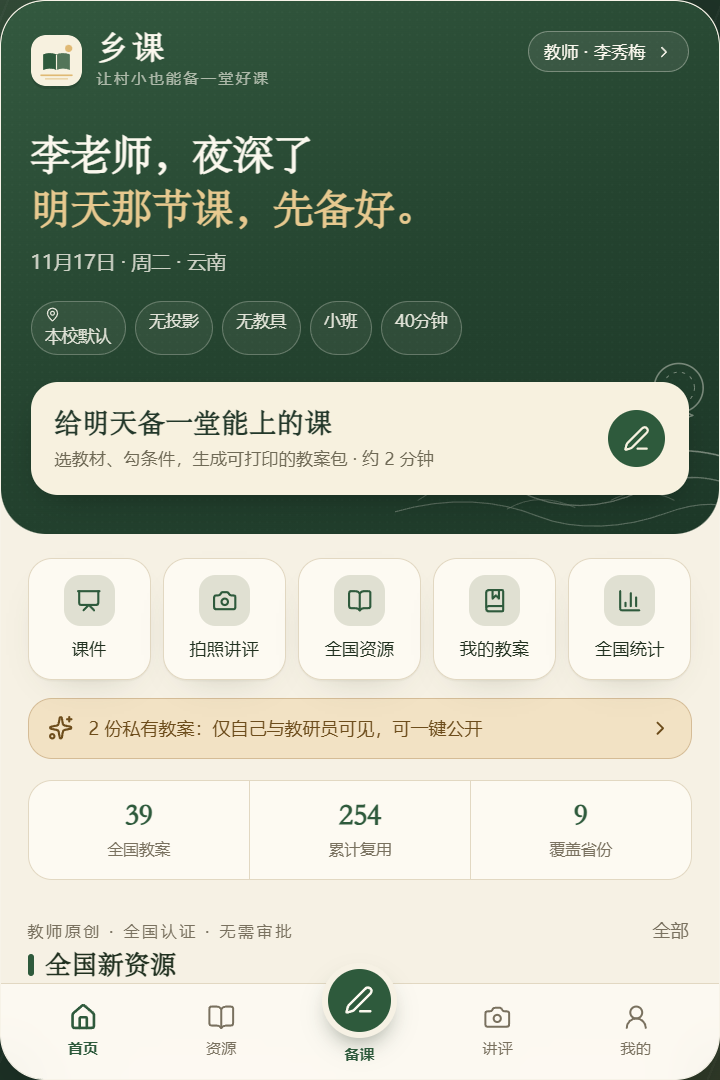 乡课
让村小也能备一堂好课
教师 · 李秀梅
李老师，夜深了
明天那节课，先备好。
11月17日 · 周二 · 云南
本校默认
无投影
无教具
小班
40分钟
给明天备一堂能上的课
选教材、勾条件，生成可打印的教案包 · 约 2 分钟
课件
拍照讲评
全国资源
我的教案
全国统计
2 份私有教案：仅自己与教研员可见，可一键公开
39
全国教案
254
累计复用
9
覆盖省份
教师原创 · 全国认证 · 无需审批
全部
全国新资源
首页
资源
备课
讲评
我的